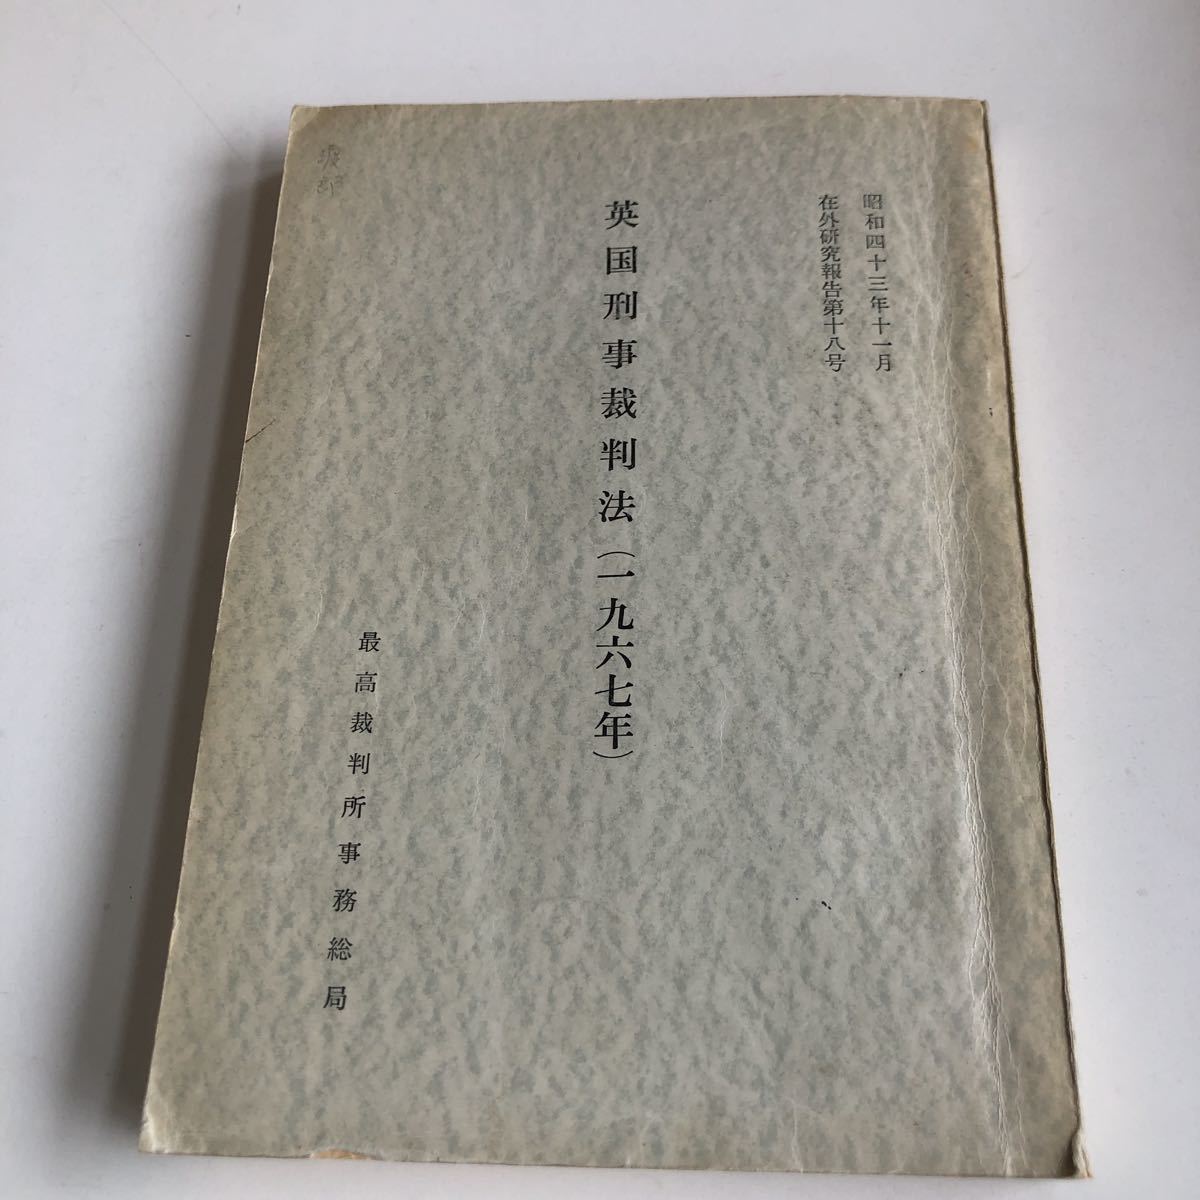 昭和四十三年十一月
在外研究報告第十八号
英国刑事裁判法（一九六七年）
最高裁判所事務総局